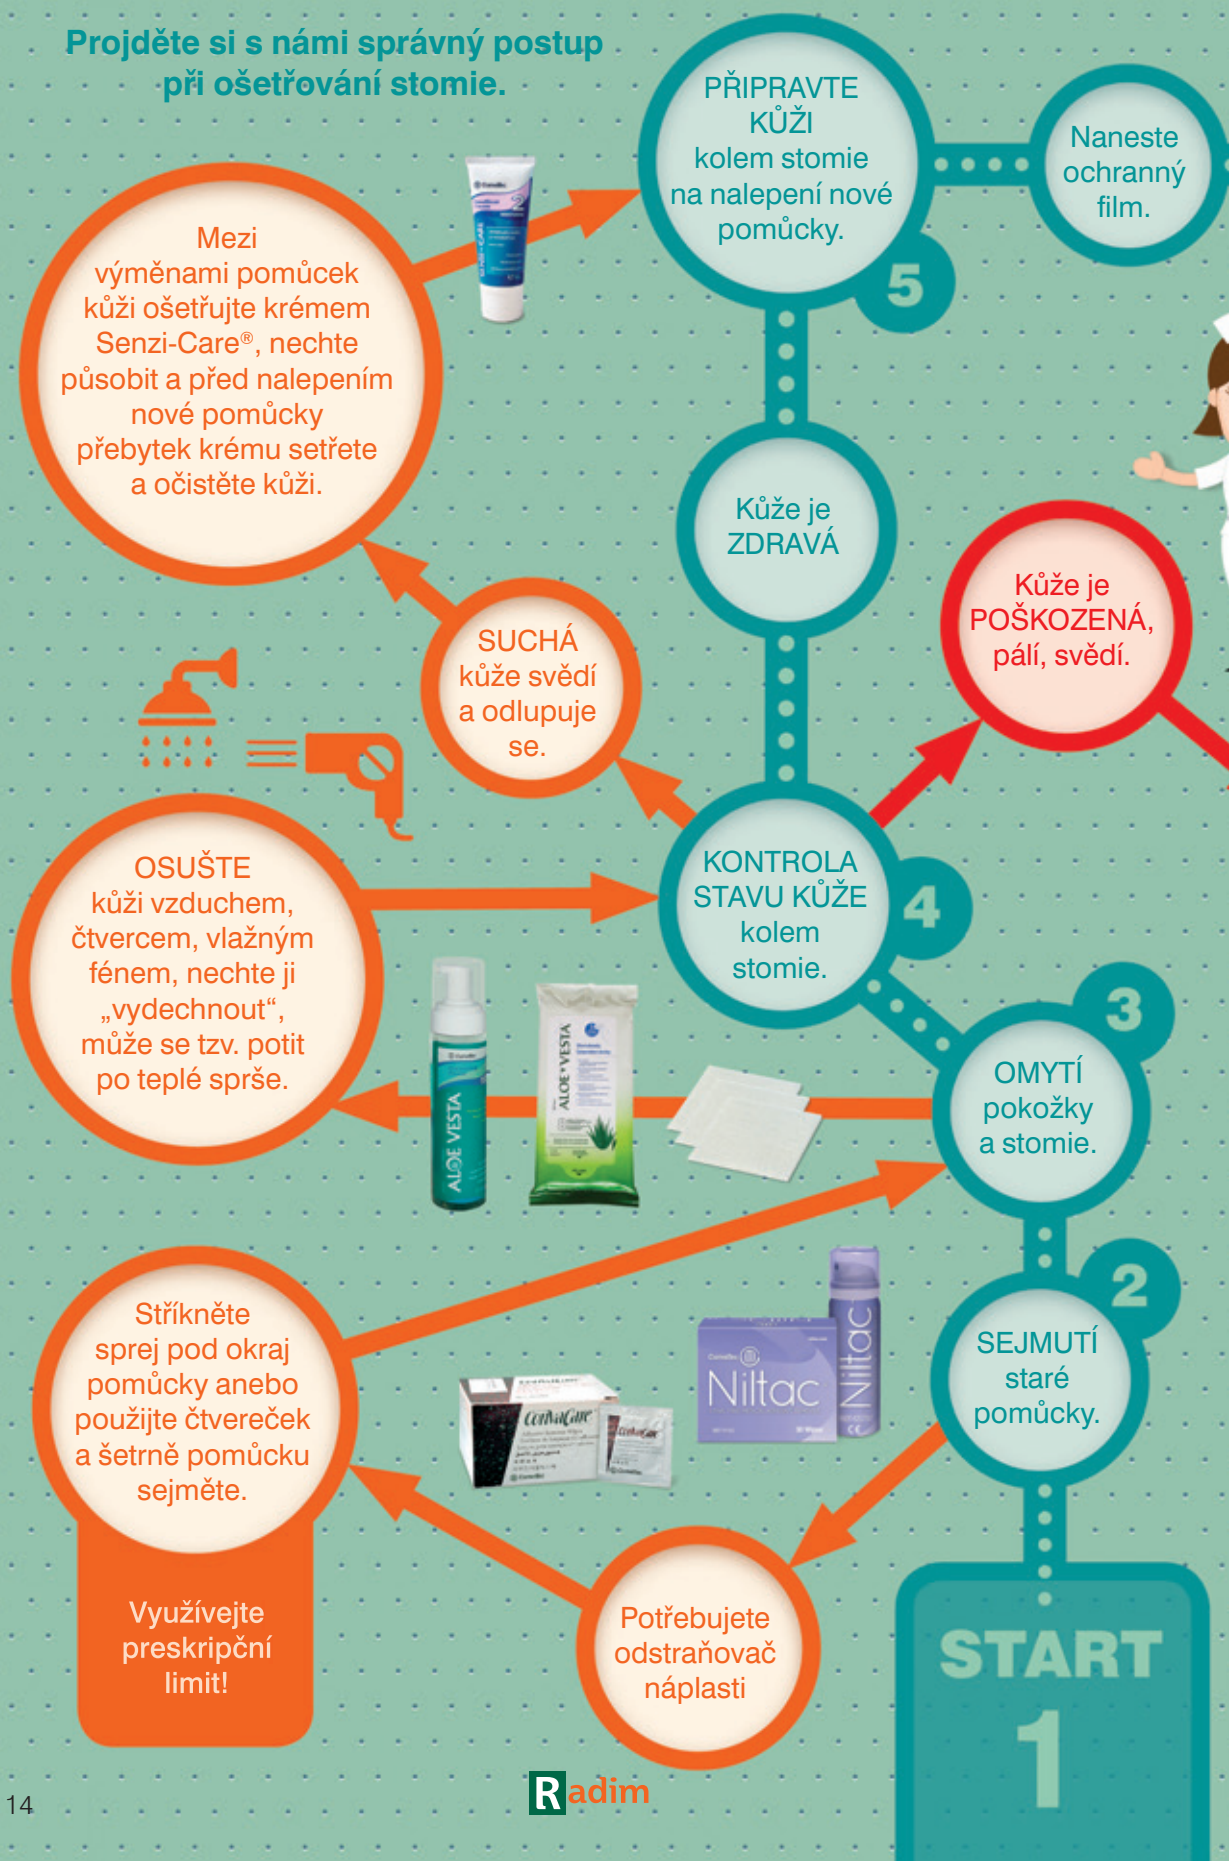 Projděte si s námi správný postup
při ošetřování stomie.
PŘIPRAVTE
KŮŽI
kolem stomie
na nalepení nové
pomůcky.
5
Naneste
ochranný
film.
Mezi
výměnami pomůcek
kůži ošetřujte krémem
Senzi-Care®, nechte
působit a před nalepením
nové pomůcky
přebytek krému setřete
a očistěte kůži.
Kůže je
ZDRAVÁ
Kůže je
POŠKOZENÁ,
pálí, svědí.
SUCHÁ
kůže svědí
a odlupuje
se.
OSUŠTE
kůži vzduchem,
čtvercem, vlažným
fénem, nechte ji
„vydechnout“,
může se tzv. potit
po teplé sprše.
KONTROLA
STAVU KŮŽE
kolem
stomie.
4
3
OMYTÍ
pokožky
a stomie.
ALOE VESTA
ALOE VESTA
2
SEJMUTÍ
staré
pomůcky.
Stříkněte
sprej pod okraj
pomůcky anebo
použijte čtvereček
a šetrně pomůcku
sejměte.
Využívejte
preskripční
limit!
ConvaCare
Niltac
Niltac
Potřebujete
odstraňovač
náplasti
START
1
14
Radim